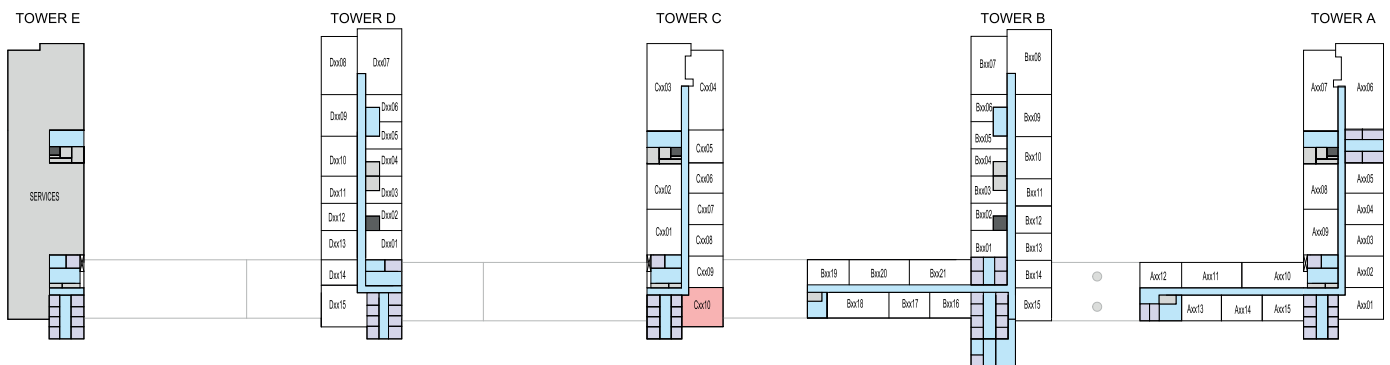 TOWER E
TOWER D
TOWER C
TOWER B
TOWER A
SERVICES
Dxx08
Dxx07
Dxx09
Dxx06
Dxx05
Dxx10
Dxx04
Dxx11
Dxx03
Dxx12
Dxx02
Dxx13
Dxx01
Dxx14
Dxx15
Cxx03
Cxx04
Cxx05
Cxx02
Cxx06
Cxx07
Cxx01
Cxx08
Cxx09
Cxx10
Bxx07
Bxx08
Bxx06
Bxx09
Bxx05
Bxx04
Bxx10
Bxx03
Bxx11
Bxx02
Bxx12
Bxx01
Bxx13
Bxx19
Bxx20
Bxx21
Bxx14
Bxx18
Bxx17
Bxx16
Bxx15
Axx07
Axx06
Axx05
Axx08
Axx04
Axx09
Axx03
Axx12
Axx11
Axx10
Axx02
Axx13
Axx14
Axx15
Axx01